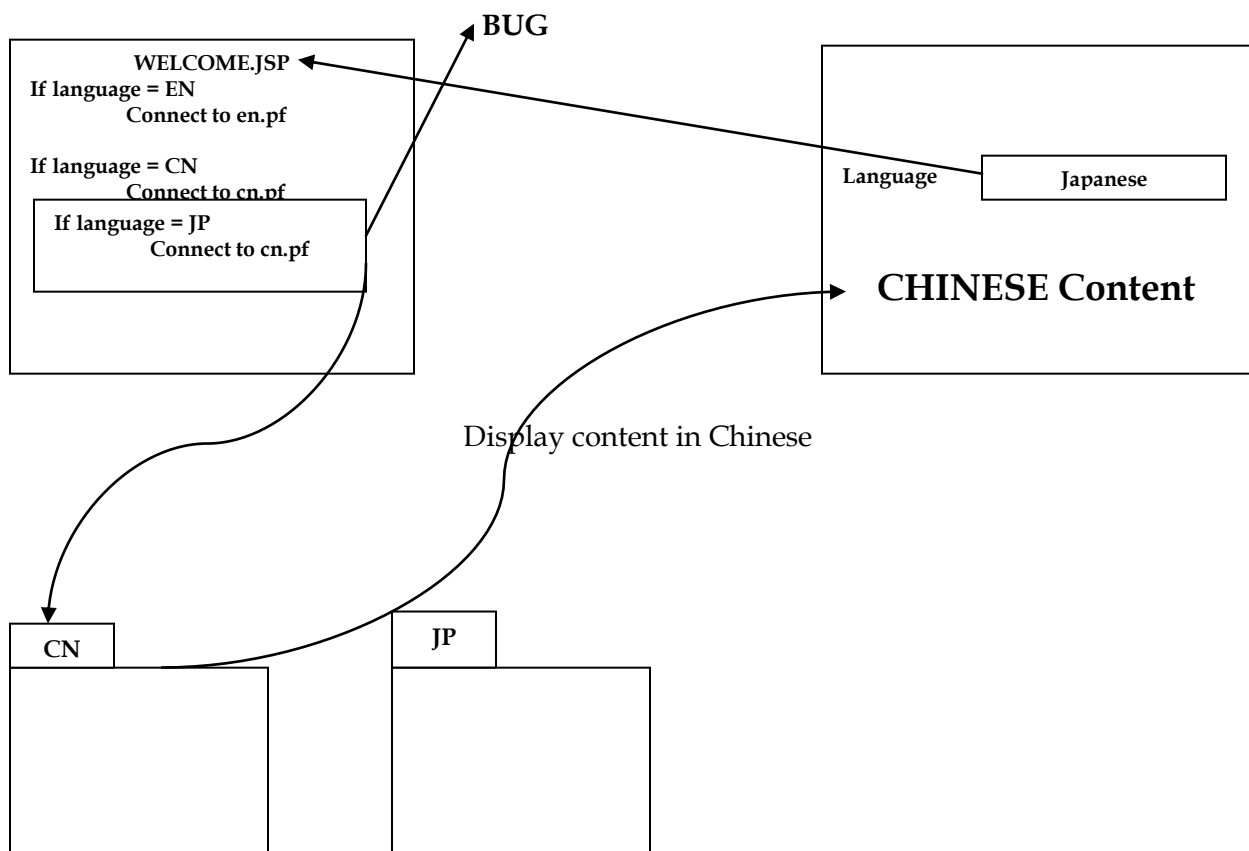 BUG
WELCOME.JSP
If language = EN
Connect to en.pf
If language = CN
Connect to cn.pf
If language = JP
Connect to cn.pf
Language
Japanese
CHINESE Content
Display content in Chinese
CN
JP